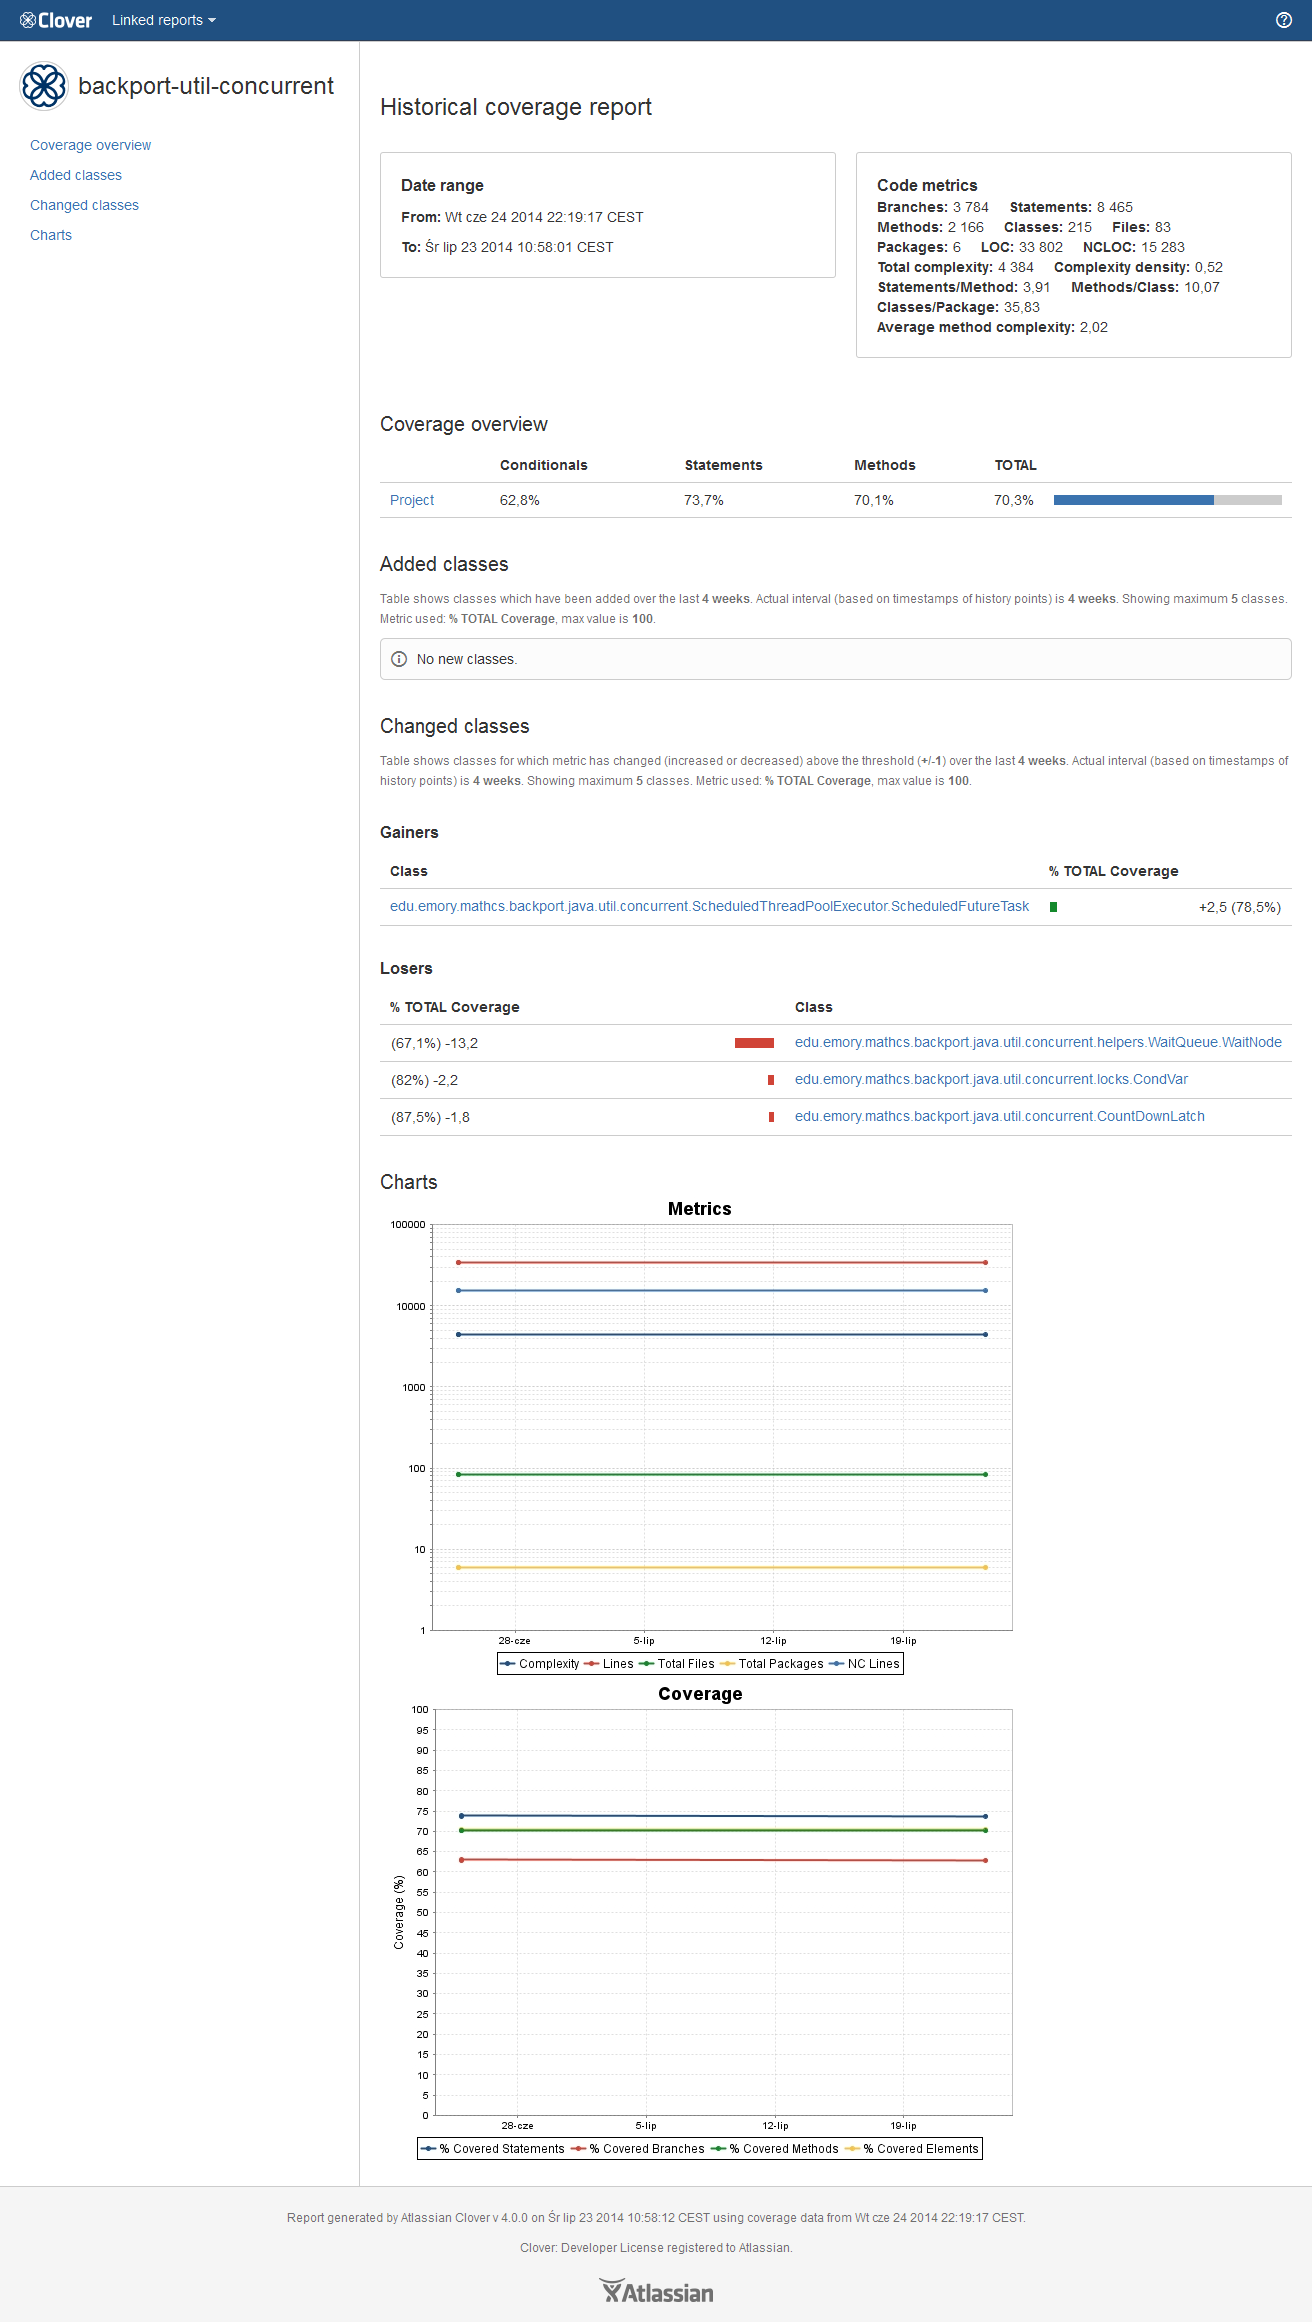 Clover Linked reports
backport-util-concurrent
Coverage overview
Added classes
Changed classes
Charts
Historical coverage report
Date range
From: Wt cze 24 2014 22:19:17 CEST
To: Śr lip 23 2014 10:58:01 CEST
Code metrics
Branches: 3 784 Statements: 8 465
Methods: 2 166 Classes: 215 Files: 83
Packages: 6 LOC: 33 802 NCLOC: 15 283
Total complexity: 4 384 Complexity density: 0,52
Statements/Method: 3,91 Methods/Class: 10,07
Classes/Package: 35,83
Average method complexity: 2,02
Coverage overview
Conditionals Statements Methods TOTAL
Project 62,8% 73,7% 70,1% 70,3%
Added classes
Table shows classes which have been added over the last 4 weeks. Actual interval (based on timestamps of history points) is 4 weeks. Showing maximum 5 classes.
Metric used: % TOTAL Coverage, max value is 100.
No new classes.
Changed classes
Table shows classes for which metric has changed (increased or decreased) above the threshold (+/-1) over the last 4 weeks. Actual interval (based on timestamps of
history points) is 4 weeks. Showing maximum 5 classes. Metric used: % TOTAL Coverage, max value is 100.
Gainers
Class % TOTAL Coverage
edu.emory.mathcs.backport.java.util.concurrent.ScheduledThreadPoolExecutor.ScheduledFutureTask +2,5 (78,5%)
Losers
% TOTAL Coverage Class
(67,1%) -13,2 edu.emory.mathcs.backport.java.util.concurrent.helpers.WaitQueue.WaitNode
(82%) -2,2 edu.emory.mathcs.backport.java.util.concurrent.locks.CondVar
(87,5%) -1,8 edu.emory.mathcs.backport.java.util.concurrent.CountDownLatch
Charts
Metrics
100000
10000
1000
100
10
1
28-cze 5-lip 12-lip 19-lip
Complexity Lines Total Files Total Packages NC Lines
Coverage
100
95
90
85
80
75
70
65
60
55
50
45
40
35
30
25
20
15
10
5
0
Coverage (%)
28-cze 5-lip 12-lip 19-lip
% Covered Statements % Covered Branches % Covered Methods % Covered Elements
Report generated by Atlassian Clover v 4.0.0 on Śr lip 23 2014 10:58:12 CEST using coverage data from Wt cze 24 2014 22:19:17 CEST.
Clover: Developer License registered to Atlassian.
Atlassian